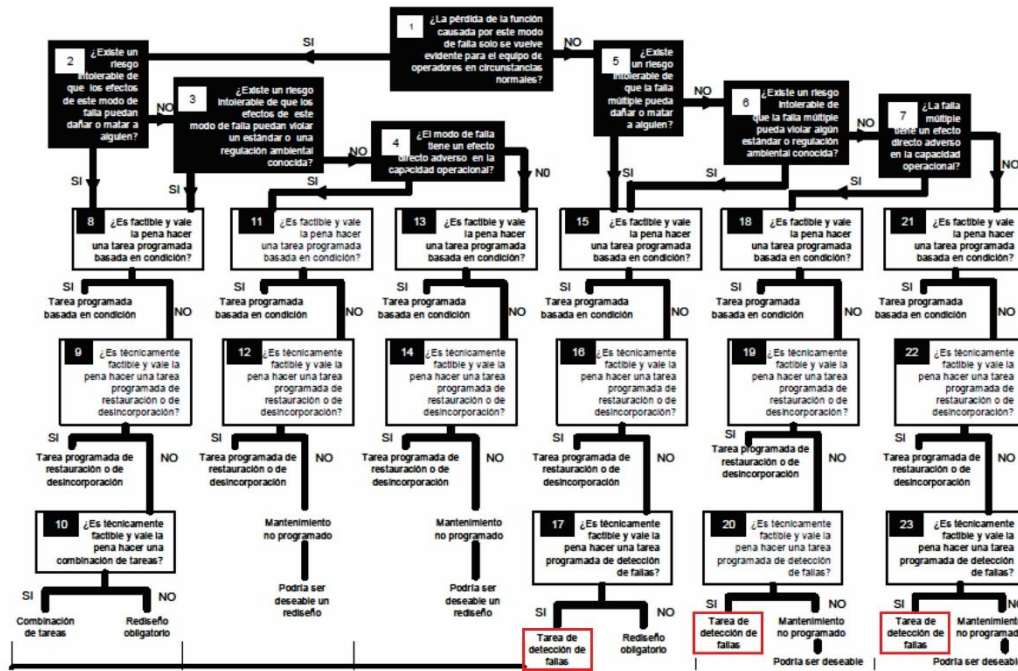 1
¿La pérdida de la función
causada por este modo
de falla solo se vuelve
evidente para el equipo de
operadores en circunstancias
normales?
SI
NO
2
¿Existe un
riesgo
intolerable de
que los efectos
de este modo de
falla puedan
dañar o matar a
alguien?
NO
SI
3
¿Existe un riesgo
intolerable de que los
efectos de este
modo de falla puedan violar
un estándar o una
regulación ambiental
conocida?
NO
SI
4
¿El modo de falla
tiene un efecto
directo adverso en la
capacidad operacional?
SI
N0
5
¿Existe
un riesgo
intolerable de
que la falla
múltiple pueda
dañar o matar
a alguien?
NO
SI
6
¿Existe un riesgo
intolerable de
que la falla múltiple
pueda violar algún
estándar o regulación
ambiental conocida?
NO
SI
7
¿La falla
múltiple
tiene un efecto
directo adverso
en la capacidad
operacional?
SI
NO
8
¿Es factible y vale
la pena hacer
una tarea programada
basada en condición?
SI
NO
Tarea programada
basada en condición
11
¿Es factible y vale
la pena hacer
una tarea programada
basada en condición?
SI
NO
Tarea programada
basada en condición
13
¿Es factible y vale
la pena hacer
una tarea programada
basada en condición?
SI
NO
Tarea programada
basada en condición
15
¿Es factible y vale
la pena hacer
una tarea programada
basada en condición?
SI
NO
Tarea programada
basada en condición
18
¿Es factible y vale
la pena hacer
una tarea programada
basada en condición?
SI
NO
Tarea programada
basada en condición
21
¿Es factible y vale
la pena hacer
una tarea programada
basada en condición?
SI
NO
Tarea programada
basada en condición
9
¿Es técnicamente
factible y vale la
pena hacer una tarea
programada de
restauración o de
desincorporación?
SI
NO
Tarea programada de
restauración o de
desincorporación
12
¿Es técnicamente
factible y vale la
pena hacer una tarea
programada de
restauración o de
desincorporación?
SI
NO
Tarea programada de
restauración o de
desincorporación
14
¿Es técnicamente
factible y vale la
pena hacer una tarea
programada de
restauración o de
desincorporación?
SI
NO
Tarea programada de
restauración o de
desincorporación
16
¿Es técnicamente
factible y vale la
pena hacer una tarea
programada de
restauración o de
desincorporación?
SI
NO
Tarea programada de
restauración o de
desincorporación
19
¿Es técnicamente
factible y vale la
pena hacer una tarea
programada de
restauración o de
desincorporación?
SI
NO
Tarea programada de
restauración o de
desincorporación
22
¿Es técnicamente
factible y vale la
pena hacer una tarea
programada de
restauración o de
desincorporación?
SI
NO
Tarea programada de
restauración o de
desincorporación
10
¿Es técnicamente
factible y vale la
pena hacer una
combinación de tareas?
SI
NO
Combinación
de tareas
Rediseño
obligatorio
Mantenimiento
no programado
Podría ser
deseable un
rediseño
Mantenimiento
no programado
Podría ser
deseable un
rediseño
17
¿Es técnicamente
factible y vale la
pena hacer una tarea
programada de detección
de fallas?
SI
NO
Tarea de
detección de
fallas
Rediseño
obligatorio
20
¿Es técnicamente
factible y vale la
pena hacer una tarea
programada de detección
de fallas?
SI
NO
Tarea de
detección de
fallas
Mantenimiento
no programado
Podría ser deseable
23
¿Es técnicamente
factible y vale la
pena hacer una tarea
programada de
detección de fallas?
SI
NO
Tarea de
detección de
fallas
Mantenimiento
no programado
Podría ser deseable